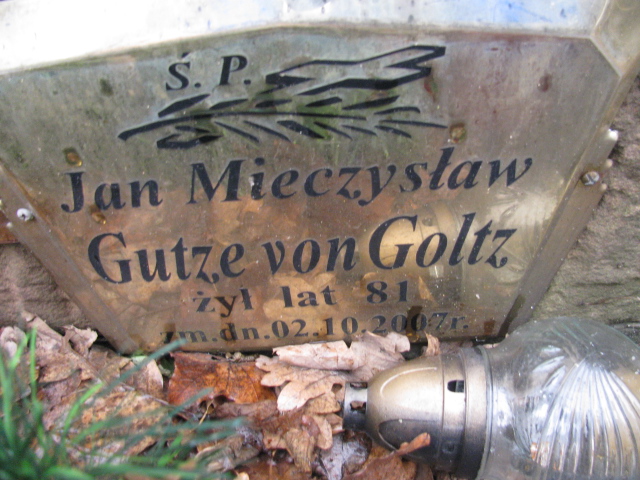 Ś. P.
Jan Mieczysław
Gutze von Goltz
żył lat 81
zm.dn.02.10.2007r.